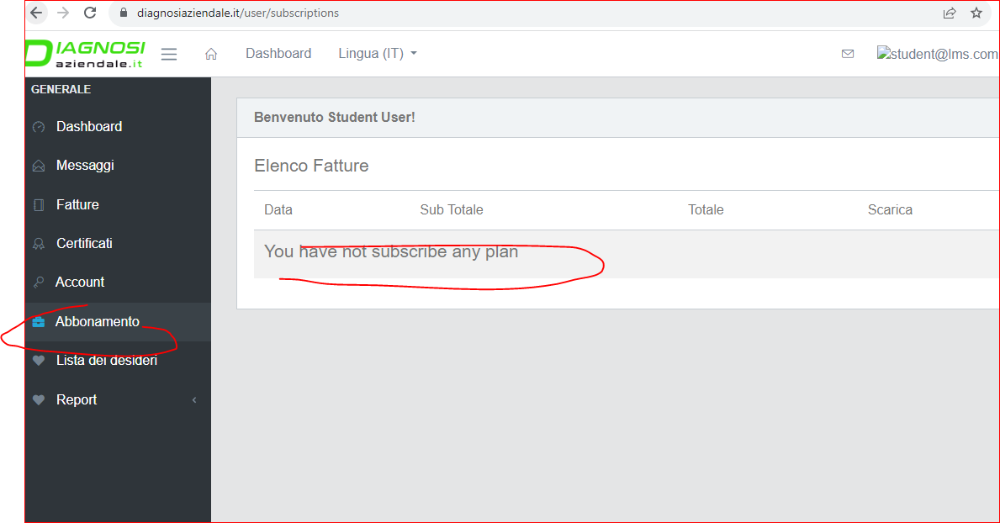 diagnosiaziendale.it/user/subscriptions
DIAGNOSI
aziendale.it
Dashboard
Lingua (IT)
student@lms.com
GENERALE
Dashboard
Messaggi
Fatture
Certificati
Account
Abbonamento
Lista dei desideri
Report
Benvenuto Student User!
Elenco Fatture
Data Sub Totale Totale Scarica
You have not subscribe any plan